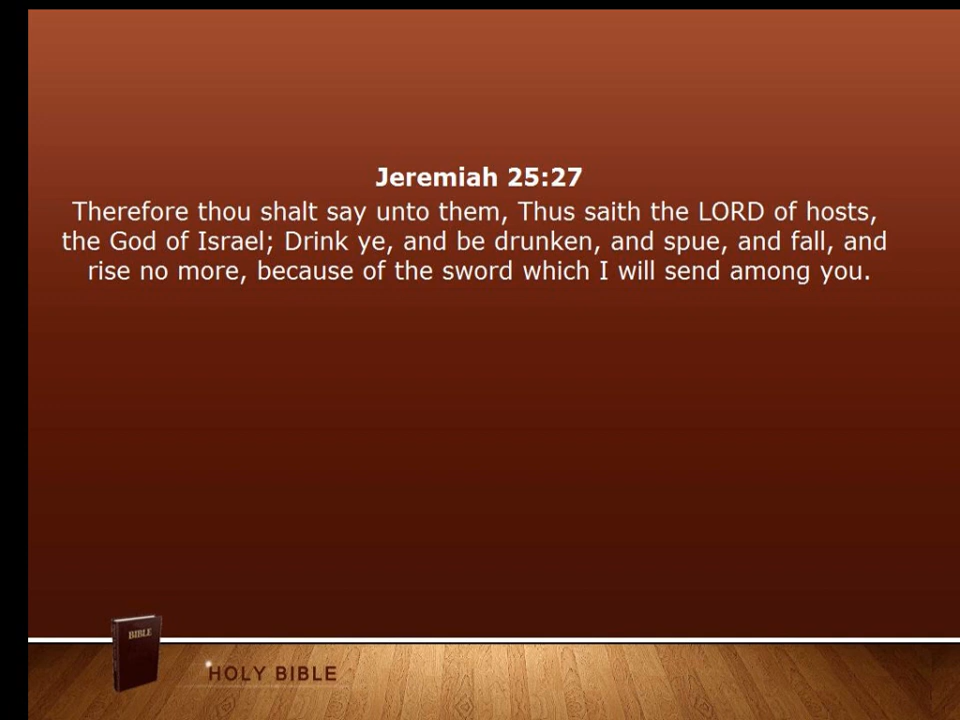 Jeremiah 25:27
Therefore thou shalt say unto them, Thus saith the LORD of hosts,
the God of Israel; Drink ye, and be drunken, and spue, and fall, and
rise no more, because of the sword which I will send among you.
BIBLE
HOLY BIBLE